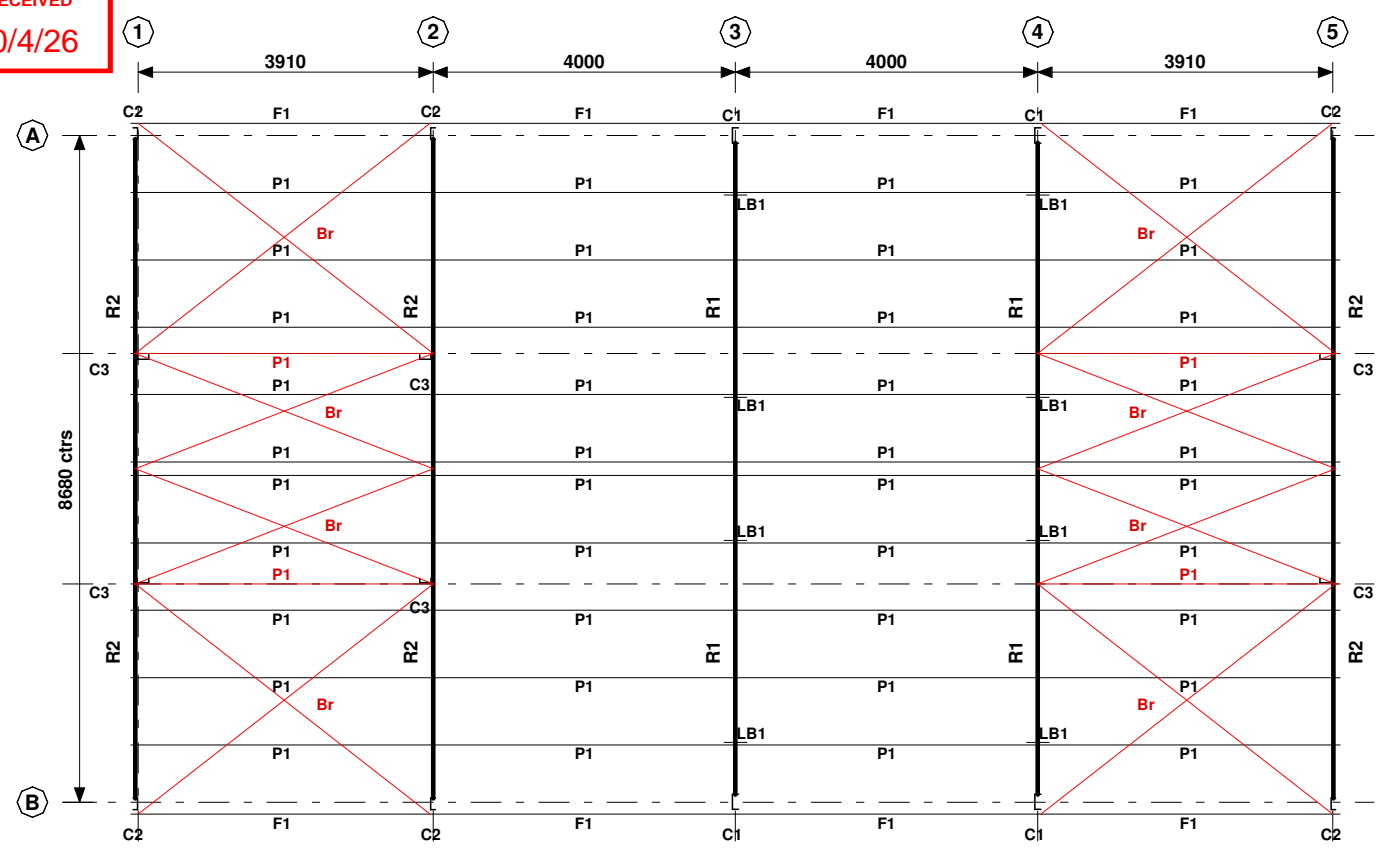 1 2 3 4 5
3910 4000 4000 3910
C2 F1 C2 F1 C1 F1 C1 F1 C2
A
P1 P1 P1 P1
LB1 LB1
Br Br
P1 P1 P1 P1
R2 R2 R1 R1 R2
P1 P1 P1 P1
C3 P1 P1 C3
P1 C3 P1 P1 P1
LB1 LB1
Br Br
P1 P1 P1 P1
8680 ctrs
P1 P1 P1 P1
Br LB1 LB1 Br
P1 P1 P1 P1
P1 P1
C3 C3 C3
P1 P1 P1 P1
R2 R2 R1 R1 R2
P1 P1 P1 P1
Br Br
LB1 LB1
P1 P1 P1 P1
B
C2 F1 C2 F1 C1 F1 C1 F1 C2